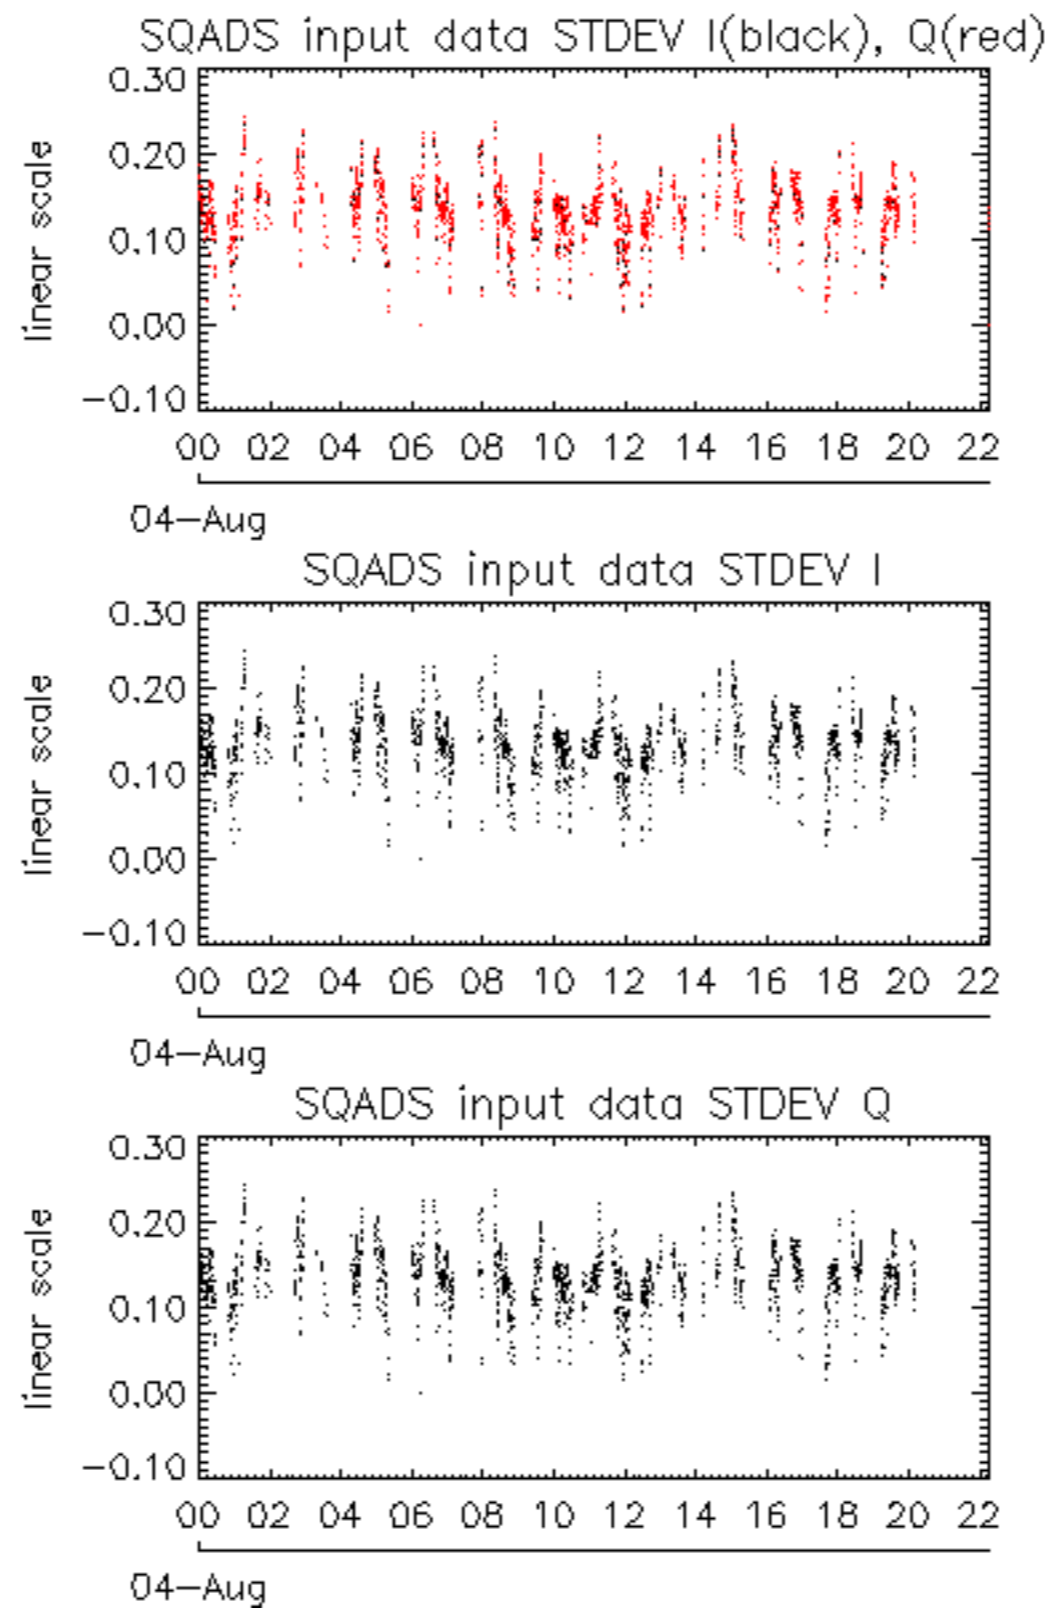 SQADS input data STDEV I(black), Q(red)
0.30
0.20
0.10
0.00
-0.10
linear scale
00 02 04 06 08 10 12 14 16 18 20 22
04-Aug
SQADS input data STDEV I
0.30
0.20
0.10
0.00
-0.10
linear scale
00 02 04 06 08 10 12 14 16 18 20 22
04-Aug
SQADS input data STDEV Q
0.30
0.20
0.10
0.00
-0.10
linear scale
00 02 04 06 08 10 12 14 16 18 20 22
04-Aug